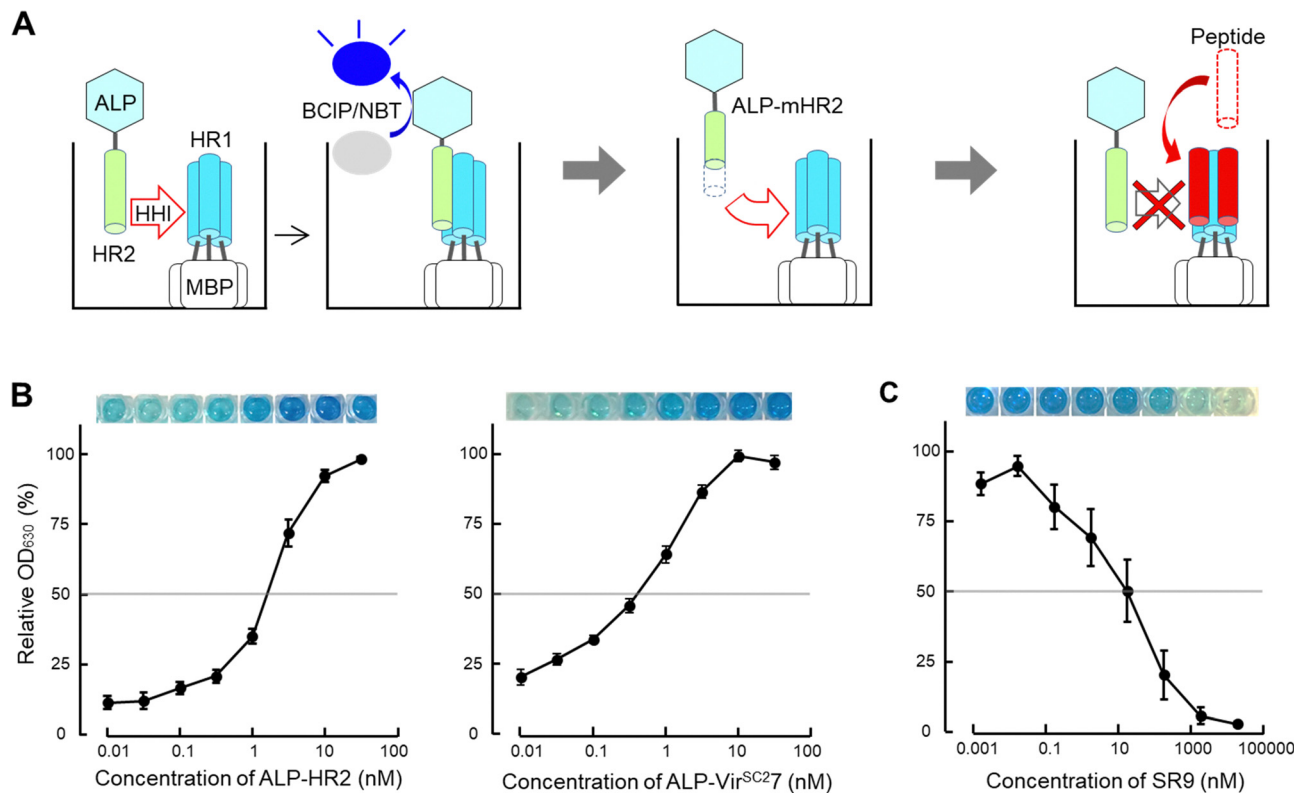 A
ALP
HR2
HHI
HR1
MBP
BCIP/NBT
ALP-mHR2
Peptide
B
Relative OD630 (%)
100
75
50
25
0
0.01
0.1
1
10
100
Concentration of ALP-HR2 (nM)
100
75
50
25
0
0.01
0.1
1
10
100
Concentration of ALP-VirSC27 (nM)
C
100
75
50
25
0
0.001
0.1
10
1000
100000
Concentration of SR9 (nM)